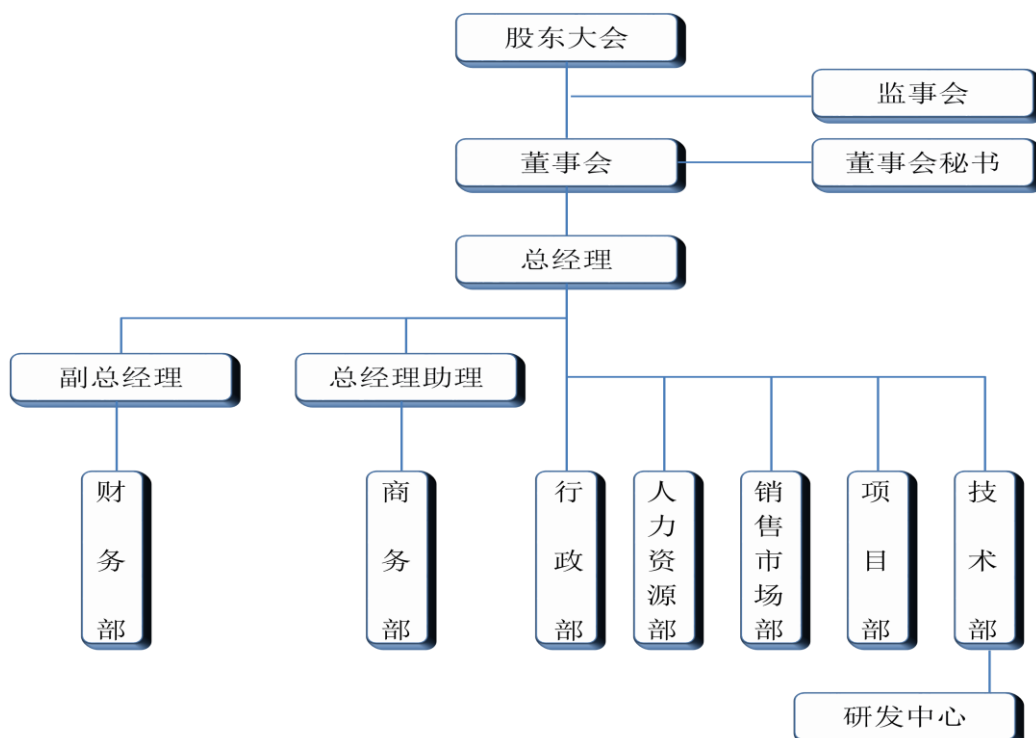 股东大会
监事会
董事会
董事会秘书
总经理
副总经理
总经理助理
财务部
商务部
行政部
人力资源部
销售市场部
项目部
技术部
研发中心